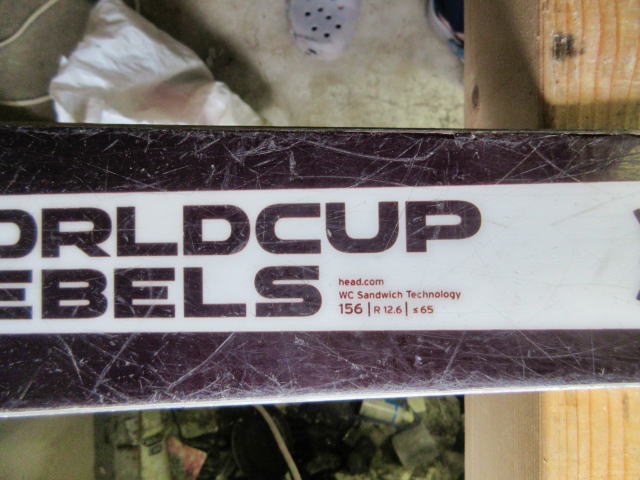 ORLDCUP
EBELS
head.com
WC Sandwich Technology
156 | R 12.6 | ≤ 65